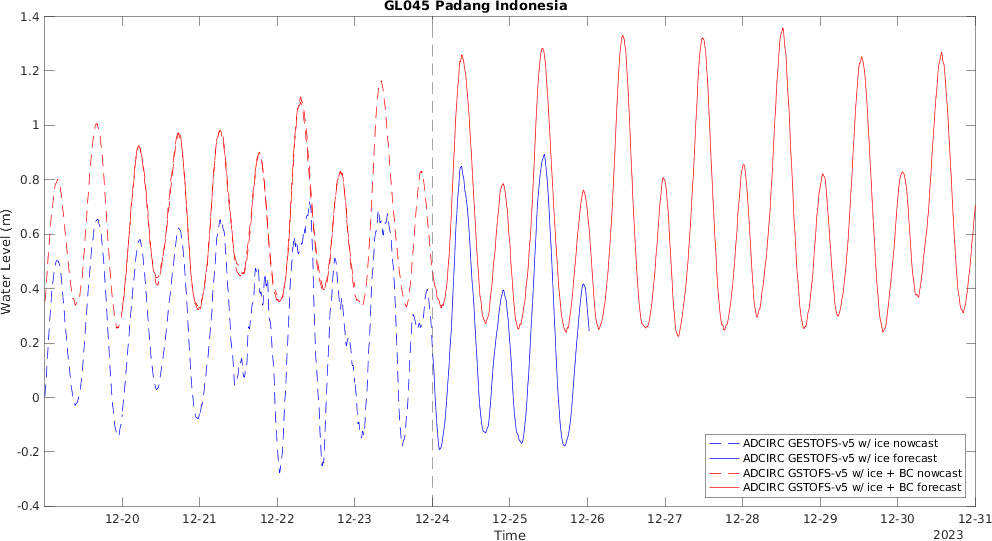 GL045 Padang Indonesia
1.4
1.2
1
0.8
0.6
0.4
0.2
0
-0.2
-0.4
Water Level (m)
12-20 12-21 12-22 12-23 12-24 12-25 12-26 12-27 12-28 12-29 12-30 12-31
Time
2023
ADCIRC GESTOFS-v5 w/ ice nowcast
ADCIRC GESTOFS-v5 w/ ice forecast
ADCIRC GSTOFS-v5 w/ ice + BC nowcast
ADCIRC GSTOFS-v5 w/ ice + BC forecast